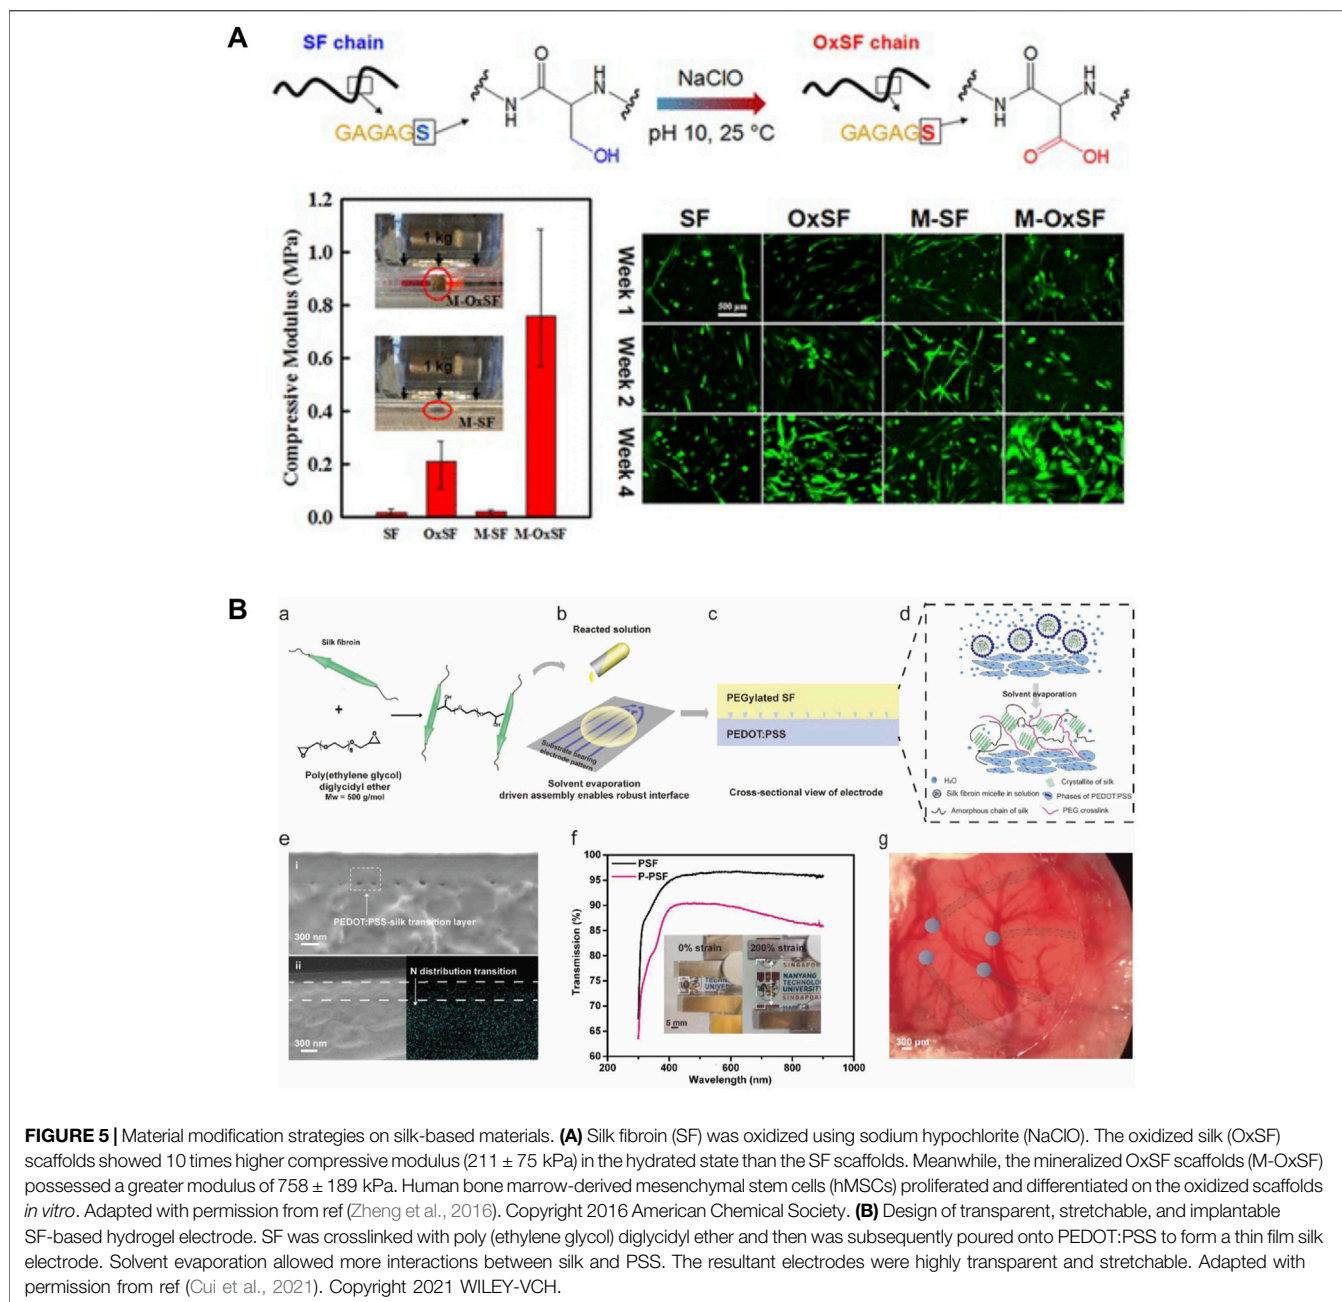 A
SF chain
OxSF chain
NaClO
pH 10, 25 °C
GAGAGS
GAGAGS
O
H
N
N
H
OH
O
H
N
N
H
O
OH
Compressive Modulus (MPa)
1.2
1.0
0.8
0.6
0.4
0.2
0.0
1 kg
M-OxSF
1 kg
M-SF
SF
OxSF
M-SF
M-OxSF
SF
OxSF
M-SF
M-OxSF
Week 1
Week 2
Week 4
500 µm
B
a
Silk fibroin
+
Poly(ethylene glycol)
diglycidyl ether
Mw = 500 g/mol
b
Reacted solution
Substrate bearing
electrode pattern
Solvent evaporation
driven assembly enables robust interface
c
PEGylated SF
PEDOT:PSS
Cross-sectional view of electrode
d
Solvent evaporation
H₂O
Crystallite of silk
Silk fibroin micelle in solution
Phases of PEDOT:PSS
Amorphous chain of silk
PEG crosslink
e
i
PEDOT:PSS-silk transition layer
300 nm
ii
N distribution transition
300 nm
f
Transmission (%)
100
95
90
85
80
75
70
65
60
PSF
P-PSF
0% strain
200% strain
5 mm
SINGAPOR
NANYANG
TECHNOLOG
UNIVERSITY
SINGAPOR
200
400
600
800
1000
Wavelength (nm)
g
300 µm
FIGURE 5 | Material modification strategies on silk-based materials. (A) Silk fibroin (SF) was oxidized using sodium hypochlorite (NaClO). The oxidized silk (OxSF)
scaffolds showed 10 times higher compressive modulus (211 ± 75 kPa) in the hydrated state than the SF scaffolds. Meanwhile, the mineralized OxSF scaffolds (M-OxSF)
possessed a greater modulus of 758 ± 189 kPa. Human bone marrow-derived mesenchymal stem cells (hMSCs) proliferated and differentiated on the oxidized scaffolds
in vitro. Adapted with permission from ref (Zheng et al., 2016). Copyright 2016 American Chemical Society. (B) Design of transparent, stretchable, and implantable
SF-based hydrogel electrode. SF was crosslinked with poly (ethylene glycol) diglycidyl ether and then was subsequently poured onto PEDOT:PSS to form a thin film silk
electrode. Solvent evaporation allowed more interactions between silk and PSS. The resultant electrodes were highly transparent and stretchable. Adapted with
permission from ref (Cui et al., 2021). Copyright 2021 WILEY-VCH.